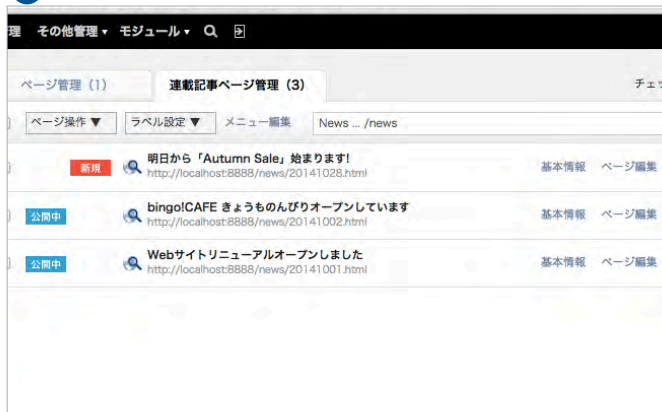 理 その他管理▼ モジュール▼
ページ管理（1） 連載記事ページ管理（3） チェッ
ページ操作 ▼ ラベル設定 ▼ メニュー編集 News ... /news
新規 明日から「Autumn Sale」始まります! 基本情報 ページ編集
http://localhost:8888/news/20141028.html
公開中 bingo!CAFE きょうものんびりオープンしています 基本情報 ページ編集
http://localhost:8888/news/20141002.html
公開中 Webサイトリニューアルオープンしました 基本情報 ページ編集
http://localhost:8888/news/20141001.html